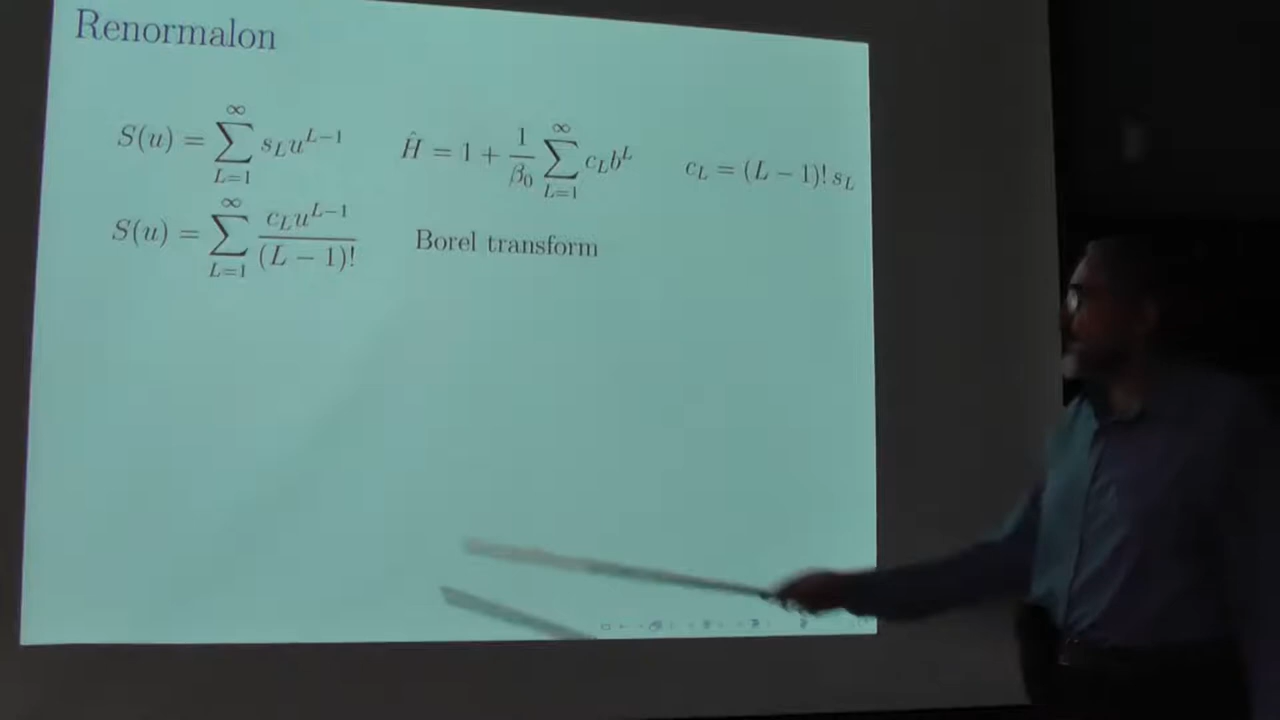 Renormalon
S(u) = \sum_{L=1}^{\infty} s_L u^{L-1} \hat{H} = 1 + \frac{1}{\beta_0} \sum_{L=1}^{\infty} c_L b^L c_L = (L-1)! s_L
S(u) = \sum_{L=1}^{\infty} \frac{c_L u^{L-1}}{(L-1)!} Borel transform